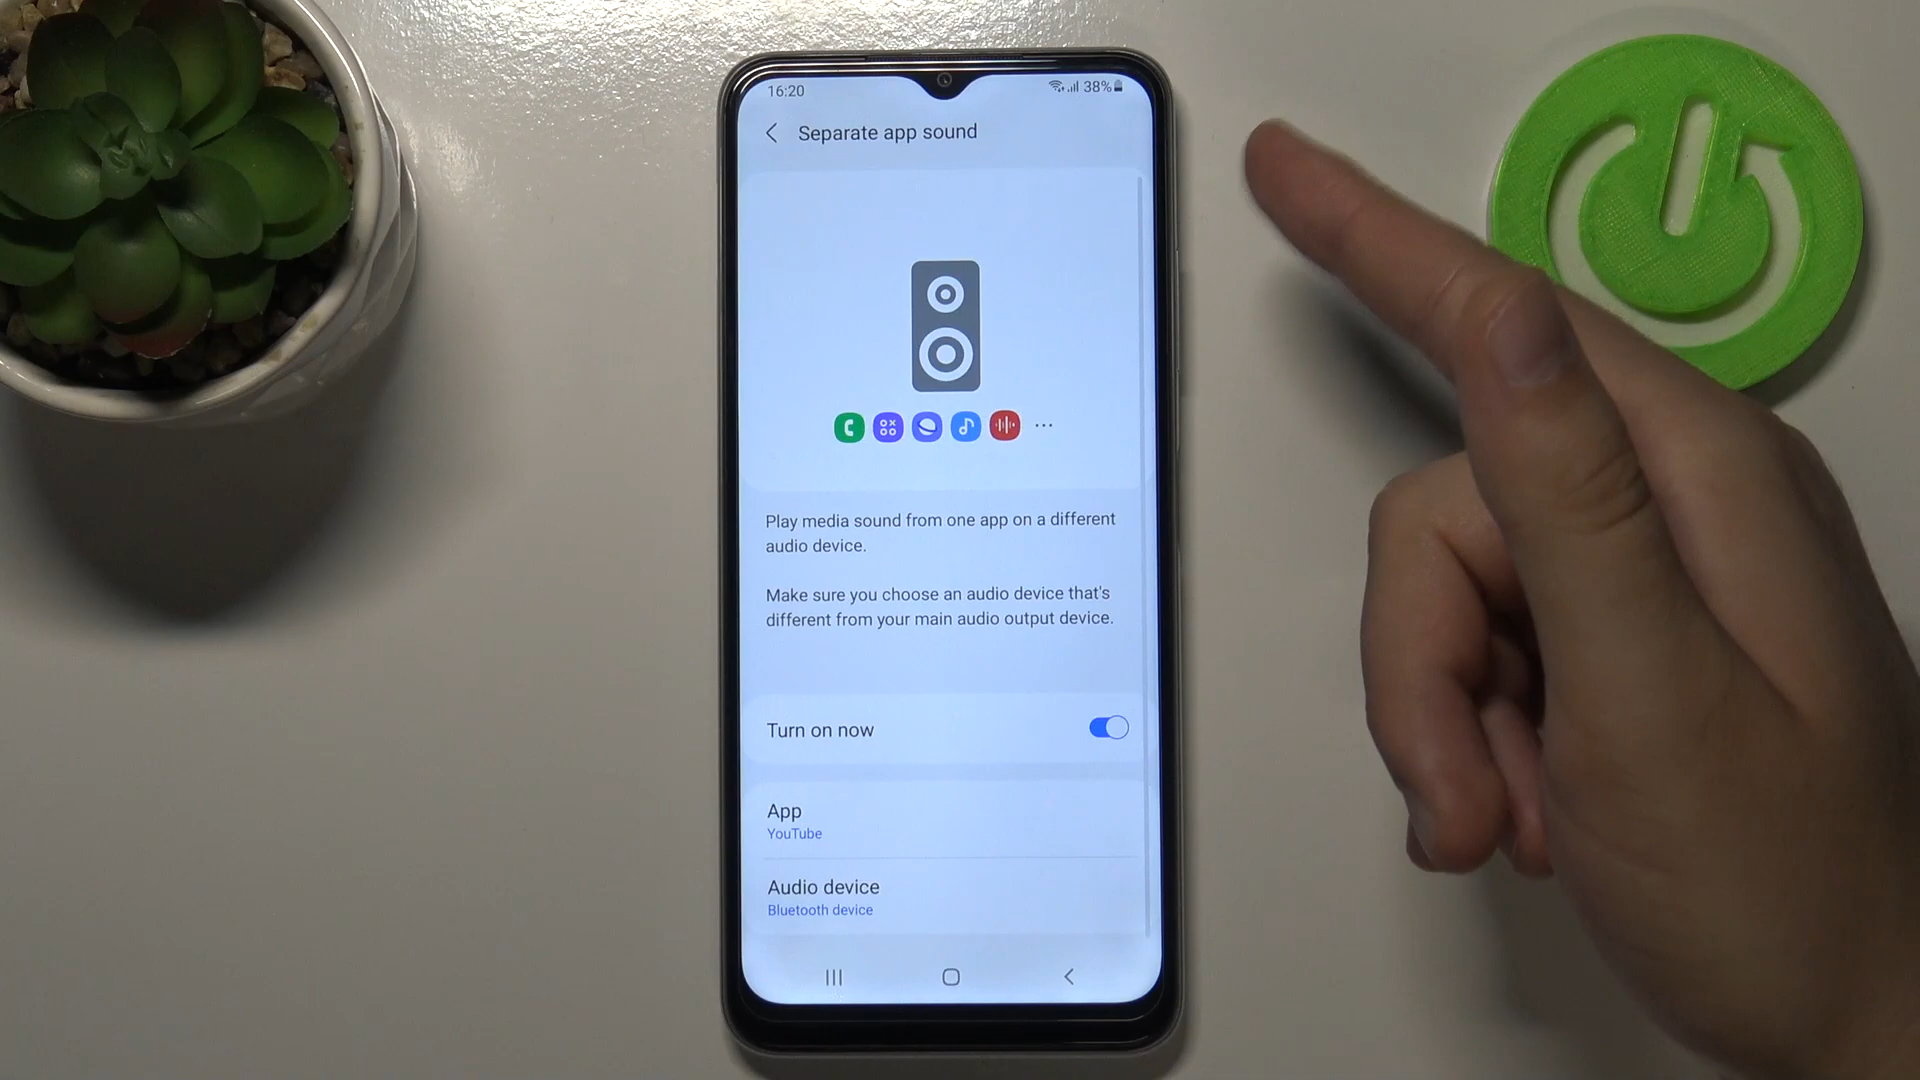 16:20
38%
Separate app sound
Play media sound from one app on a different
audio device.
Make sure you choose an audio device that's
different from your main audio output device.
Turn on now
App
YouTube
Audio device
Bluetooth device